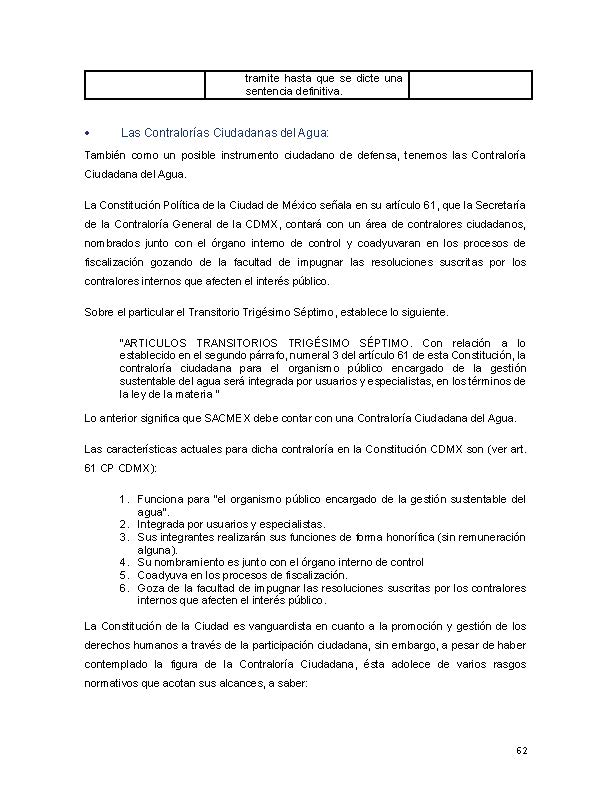 tramite hasta que se dicte una
sentencia definitiva.
• Las Contralorías Ciudadanas del Agua:
También como un posible instrumento ciudadano de defensa, tenemos las Contraloría
Ciudadana del Agua.
La Constitución Política de la Ciudad de México señala en su artículo 61, que la Secretaría
de la Contraloría General de la CDMX, contará con un área de contralores ciudadanos,
nombrados junto con el órgano interno de control y coadyuvaran en los procesos de
fiscalización gozando de la facultad de impugnar las resoluciones suscritas por los
contralores internos que afecten el interés público.
Sobre el particular el Transitorio Trigésimo Séptimo, establece lo siguiente.
"ARTICULOS TRANSITORIOS TRIGÉSIMO SÉPTIMO. Con relación a lo
establecido en el segundo párrafo, numeral 3 del artículo 61 de esta Constitución, la
contraloría ciudadana para el organismo público encargado de la gestión
sustentable del agua será integrada por usuarios y especialistas, en los términos de
la ley de la materia "
Lo anterior significa que SACMEX debe contar con una Contraloría Ciudadana del Agua.
Las características actuales para dicha contraloría en la Constitución CDMX son (ver art.
61 CP CDMX):
1. Funciona para "el organismo público encargado de la gestión sustentable del
agua".
2. Integrada por usuarios y especialistas.
3. Sus integrantes realizarán sus funciones de forma honorífica (sin remuneración
alguna).
4. Su nombramiento es junto con el órgano interno de control
5. Coadyuva en los procesos de fiscalización.
6. Goza de la facultad de impugnar las resoluciones suscritas por los contralores
internos que afecten el interés público.
La Constitución de la Ciudad es vanguardista en cuanto a la promoción y gestión de los
derechos humanos a través de la participación ciudadana, sin embargo, a pesar de haber
contemplado la figura de la Contraloría Ciudadana, ésta adolece de varios rasgos
normativos que acotan sus alcances, a saber:
62